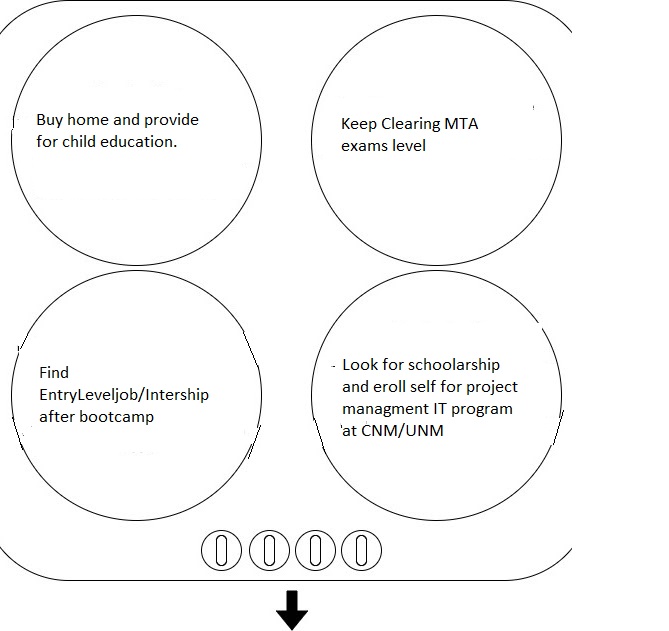 Buy home and provide
for child education.
Keep Clearing MTA
exams level
Find
EntryLeveljob/Intership
after bootcamp
Look for schoolarship
and eroll self for project
managment IT program
at CNM/UNM